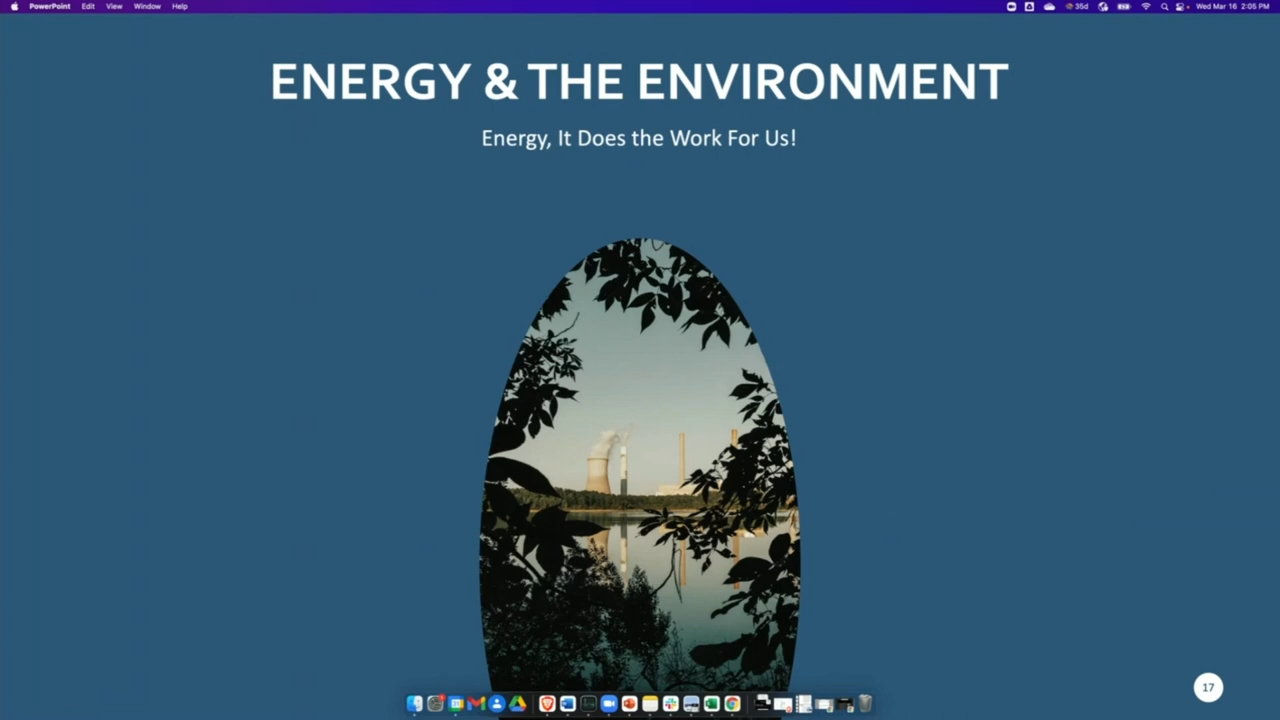 PowerPoint Edit View Window Help
35d Wed Mar 16 2:05 PM
ENERGY & THE ENVIRONMENT
Energy, It Does the Work For Us!
17